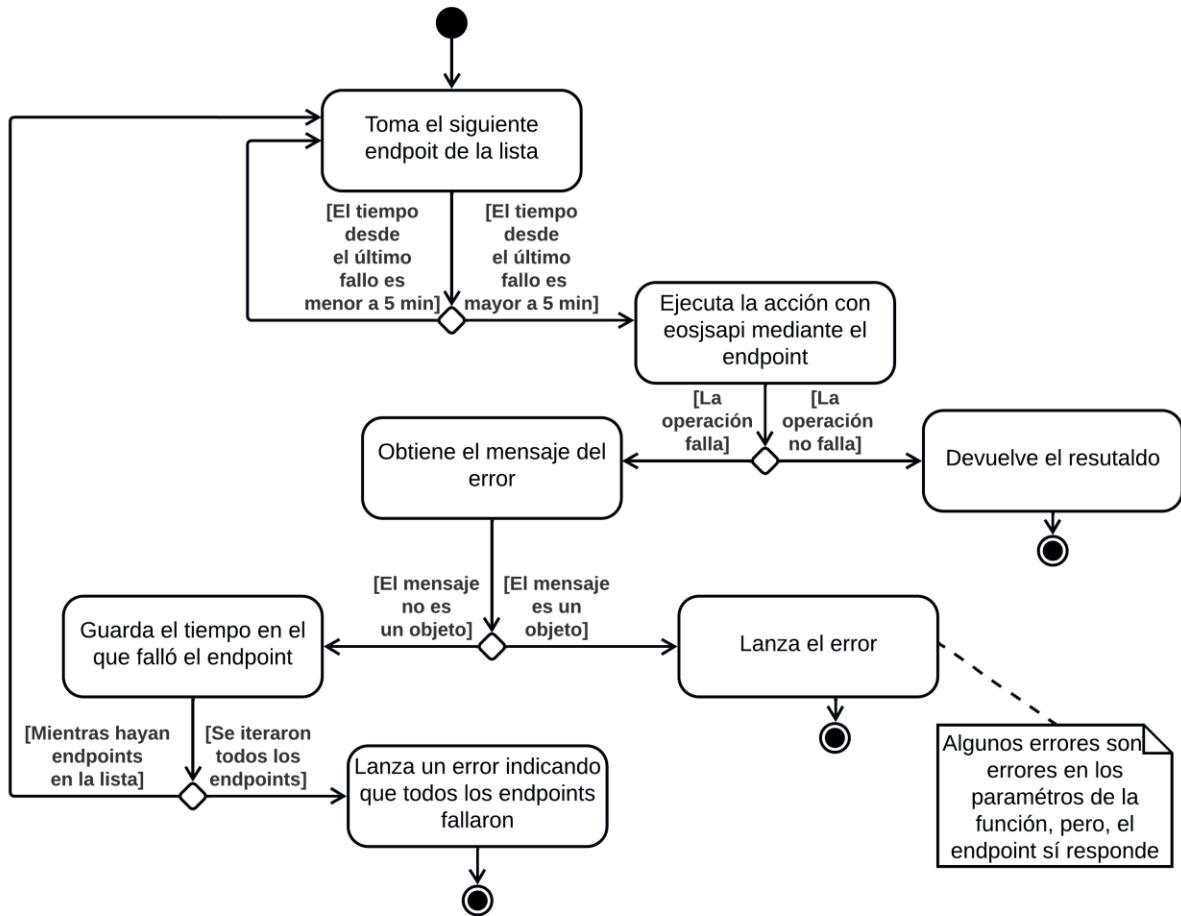 Toma el siguiente
endpoit de la lista
[El tiempo
desde
el último
fallo es
menor a 5 min]
[El tiempo
desde
el último
fallo es
mayor a 5 min]
Ejecuta la acción con
eosjsapi mediante el
endpoint
[La
operación
falla]
[La
operación
no falla]
Obtiene el mensaje del
error
Devuelve el resutaldo
[El mensaje
no es
un objeto]
[El mensaje
es un
objeto]
Guarda el tiempo en el
que falló el endpoint
Lanza el error
[Mientras hayan
endpoints
en la lista]
[Se iteraron
todos los
endpoints]
Lanza un error indicando
que todos los endpoints
fallaron
Algunos errores son
errores en los
paramétros de la
función, pero, el
endpoint sí responde